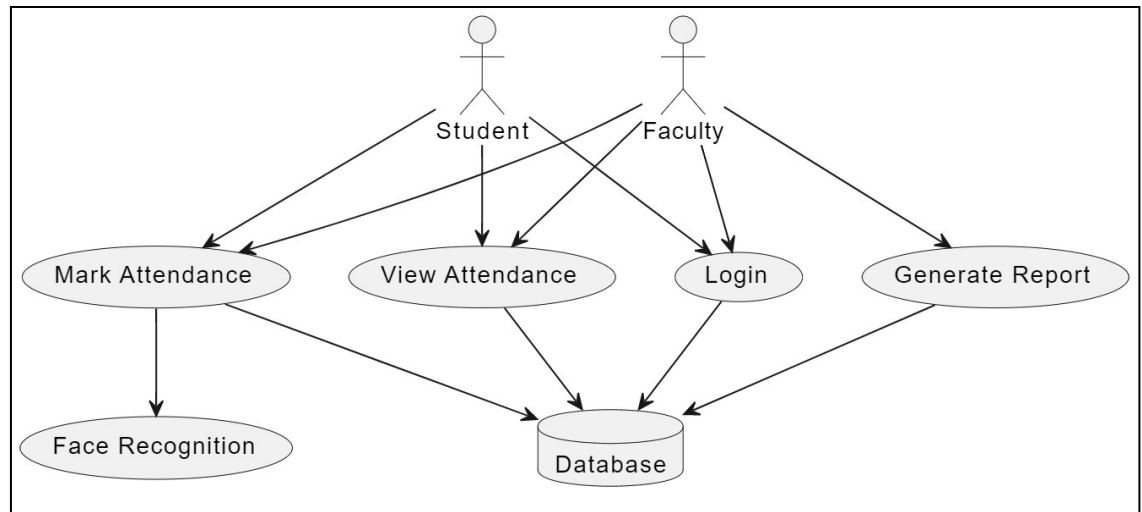 Student
Faculty
Mark Attendance
View Attendance
Login
Generate Report
Face Recognition
Database